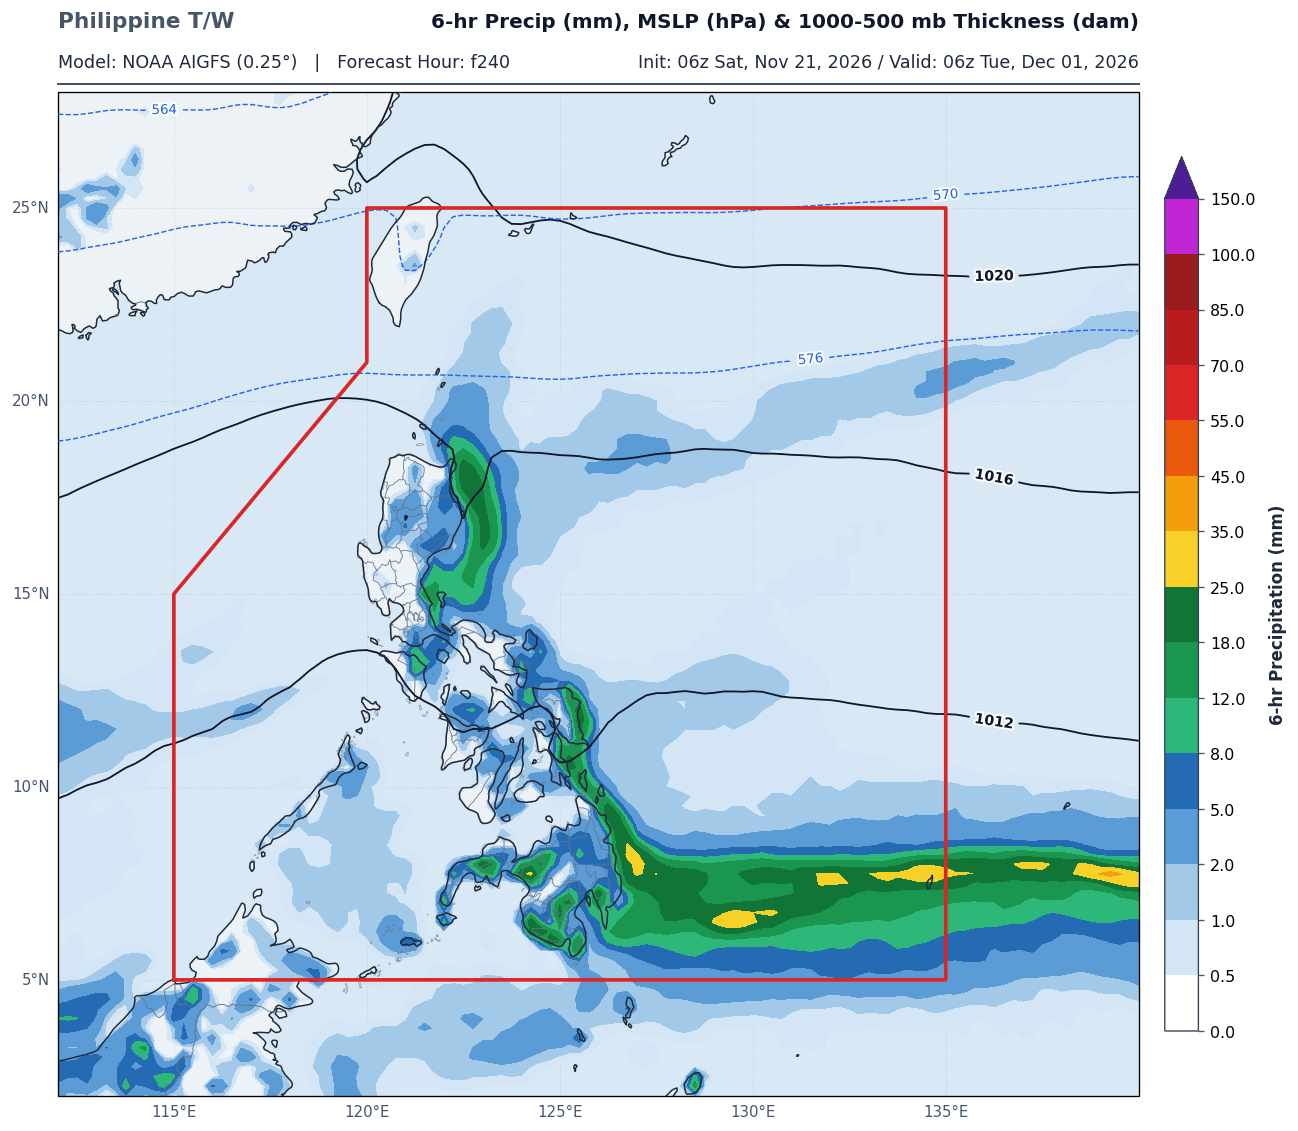 Philippine T/W
6-hr Precip (mm), MSLP (hPa) & 1000-500 mb Thickness (dam)
Model: NOAA AIGFS (0.25°) | Forecast Hour: f240
Init: 06z Sat, Nov 21, 2026 / Valid: 06z Tue, Dec 01, 2026
564
570
576
1020
1016
1012
25°N
20°N
15°N
10°N
5°N
115°E
120°E
125°E
130°E
135°E
150.0
100.0
85.0
70.0
55.0
45.0
35.0
25.0
18.0
12.0
8.0
5.0
2.0
1.0
0.5
0.0
6-hr Precipitation (mm)